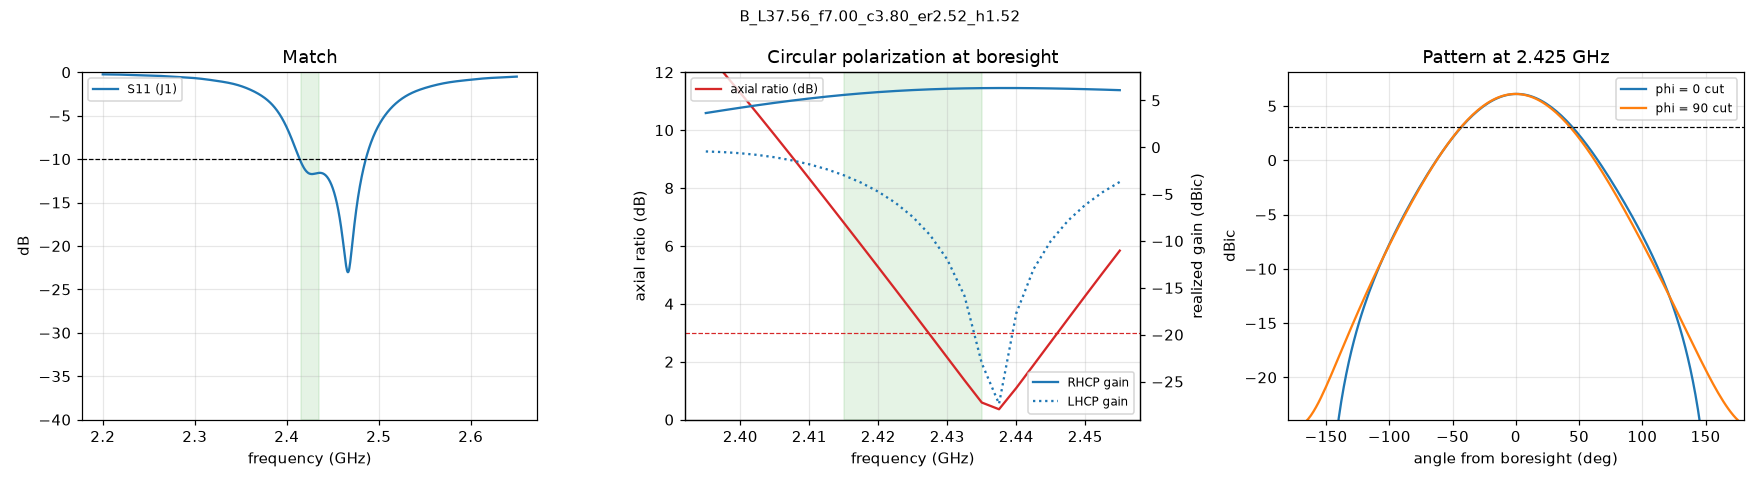 B_L37.56_f7.00_c3.80_er2.52_h1.52
Match
S11 (J1)
0
−5
−10
−15
−20
−25
−30
−35
−40
dB
2.2
2.3
2.4
2.5
2.6
frequency (GHz)
Circular polarization at boresight
axial ratio (dB)
12
10
8
6
4
2
0
axial ratio (dB)
2.40
2.41
2.42
2.43
2.44
2.45
frequency (GHz)
5
0
−5
−10
−15
−20
−25
realized gain (dBic)
RHCP gain
LHCP gain
Pattern at 2.425 GHz
phi = 0 cut
phi = 90 cut
5
0
−5
−10
−15
−20
dBic
−150
−100
−50
0
50
100
150
angle from boresight (deg)